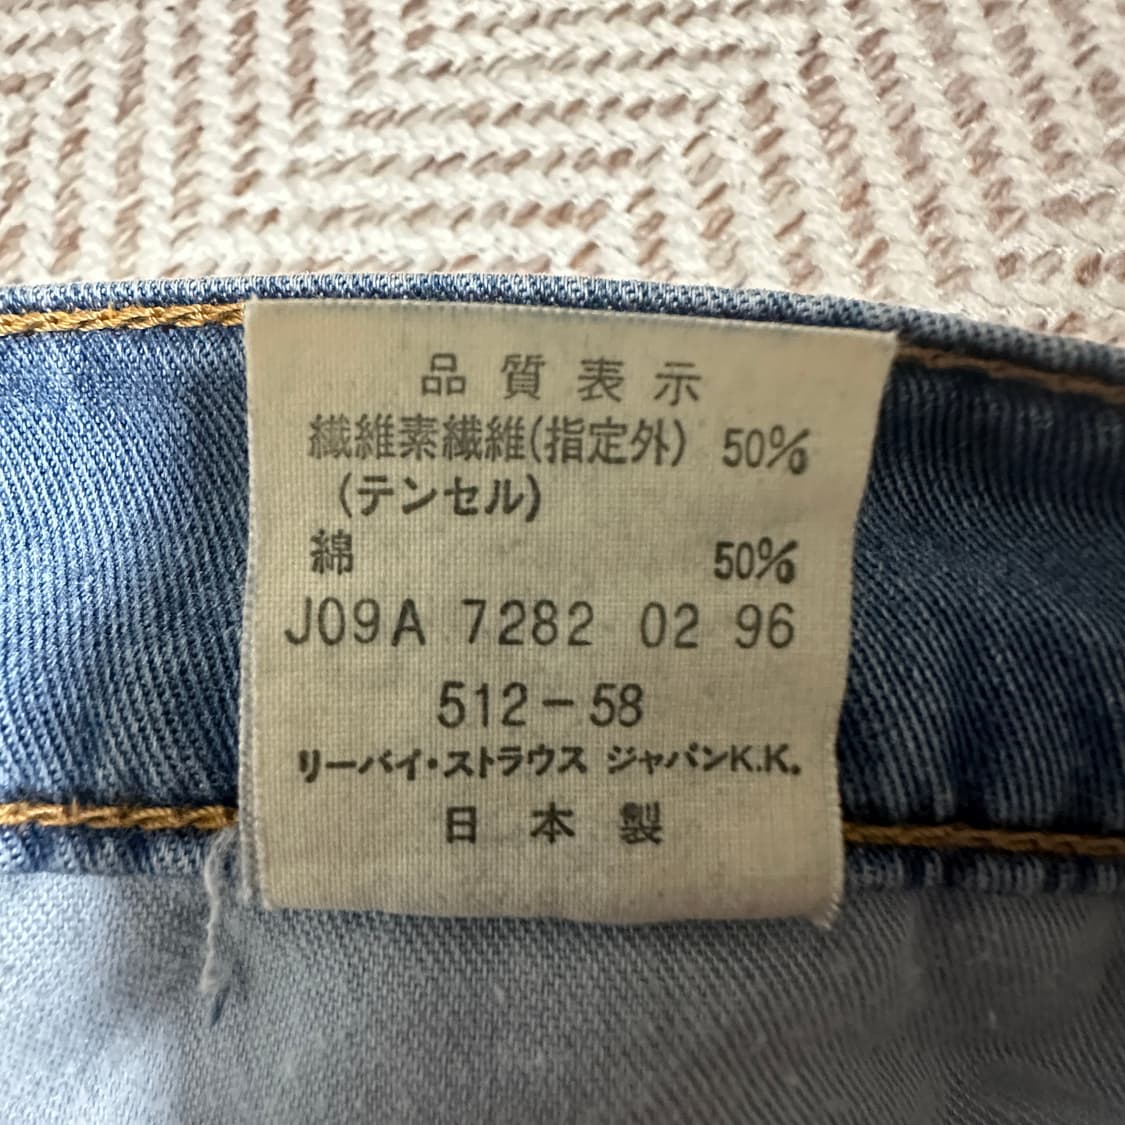 品質表示
繊維素繊維(指定外) 50%
(テンセル)
綿 50%
J09A 7282 02 96
512-58
リーバイ・ストラウス ジャパンK.K.
日本製